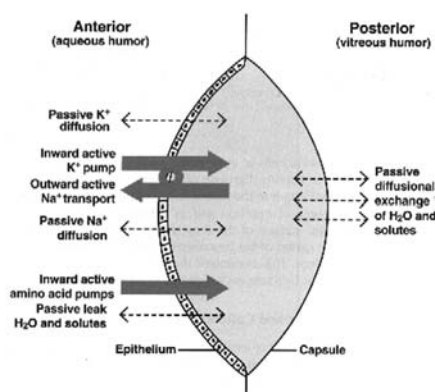 Anterior
(aqueous humor)
Posterior
(vitreous humor)
Passive K⁺
diffusion
Inward active
K⁺ pump
Outward active
Na⁺ transport
Passive Na⁺
diffusion
Inward active
amino acid pumps
Passive leak
H₂O and solutes
Passive
diffusional
exchange
of H₂O and
solutes
Epithelium
Capsule